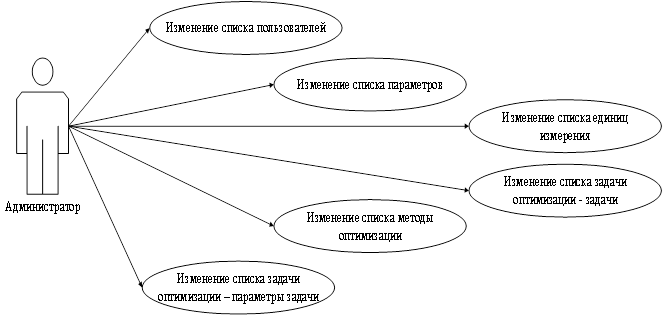 Изменение списка пользователей
Изменение списка параметров
Изменение списка единиц
измерения
Изменение списка задачи
оптимизации - задачи
Администратор
Изменение списка методы
оптимизации
Изменение списка задачи
оптимизации – параметры задачи